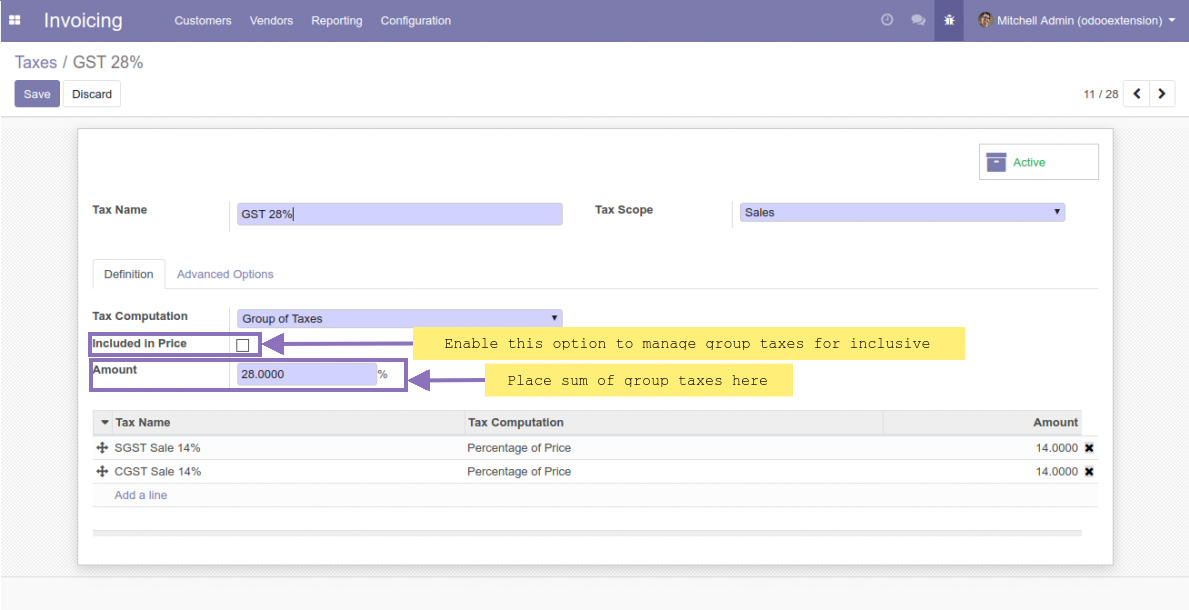 Invoicing Customers Vendors Reporting Configuration Mitchell Admin (odooextension)
Taxes / GST 28%
Save Discard 11 / 28
Active
Tax Name GST 28% Tax Scope Sales
Definition Advanced Options
Tax Computation Group of Taxes
Included in Price Enable this option to manage group taxes for inclusive
Amount 28.0000 % Place sum of group taxes here
Tax Name Tax Computation Amount
SGST Sale 14% Percentage of Price 14.0000
CGST Sale 14% Percentage of Price 14.0000
Add a line